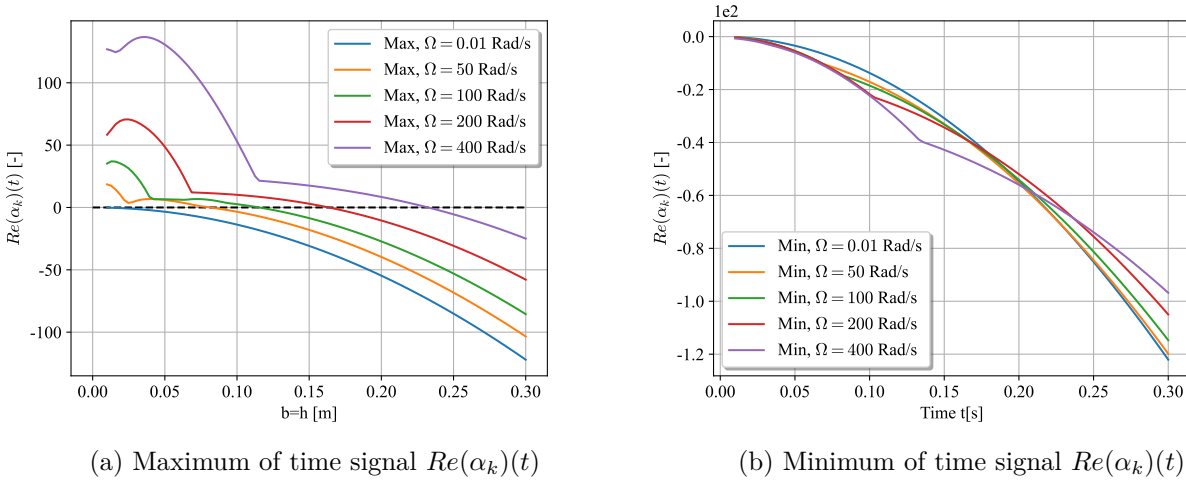 Re(α_k)(t) [-]
100
50
0
-50
-100
0.00 0.05 0.10 0.15 0.20 0.25 0.30
b=h [m]
Max, Ω = 0.01 Rad/s
Max, Ω = 50 Rad/s
Max, Ω = 100 Rad/s
Max, Ω = 200 Rad/s
Max, Ω = 400 Rad/s
(a) Maximum of time signal Re(α_k)(t)
1e2
Re(α_k)(t) [-]
0.0
-0.2
-0.4
-0.6
-0.8
-1.0
-1.2
0.00 0.05 0.10 0.15 0.20 0.25 0.30
Time t[s]
Min, Ω = 0.01 Rad/s
Min, Ω = 50 Rad/s
Min, Ω = 100 Rad/s
Min, Ω = 200 Rad/s
Min, Ω = 400 Rad/s
(b) Minimum of time signal Re(α_k)(t)